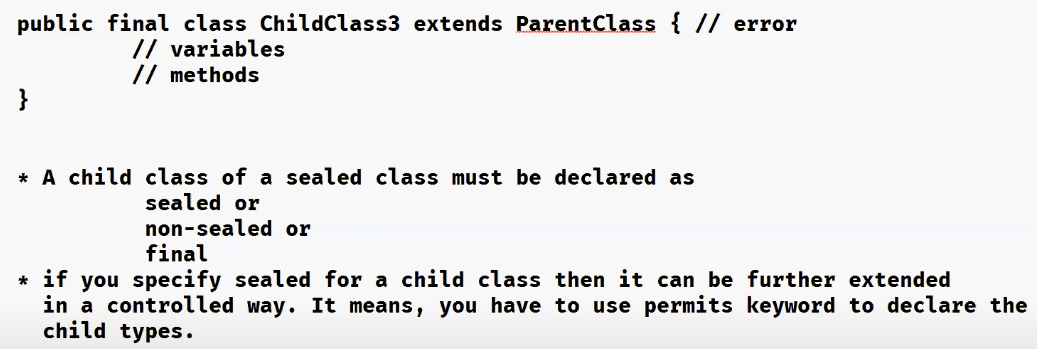 public final class ChildClass3 extends ParentClass { // error
// variables
// methods
}
* A child class of a sealed class must be declared as
sealed or
non-sealed or
final
* if you specify sealed for a child class then it can be further extended
in a controlled way. It means, you have to use permits keyword to declare the
child types.